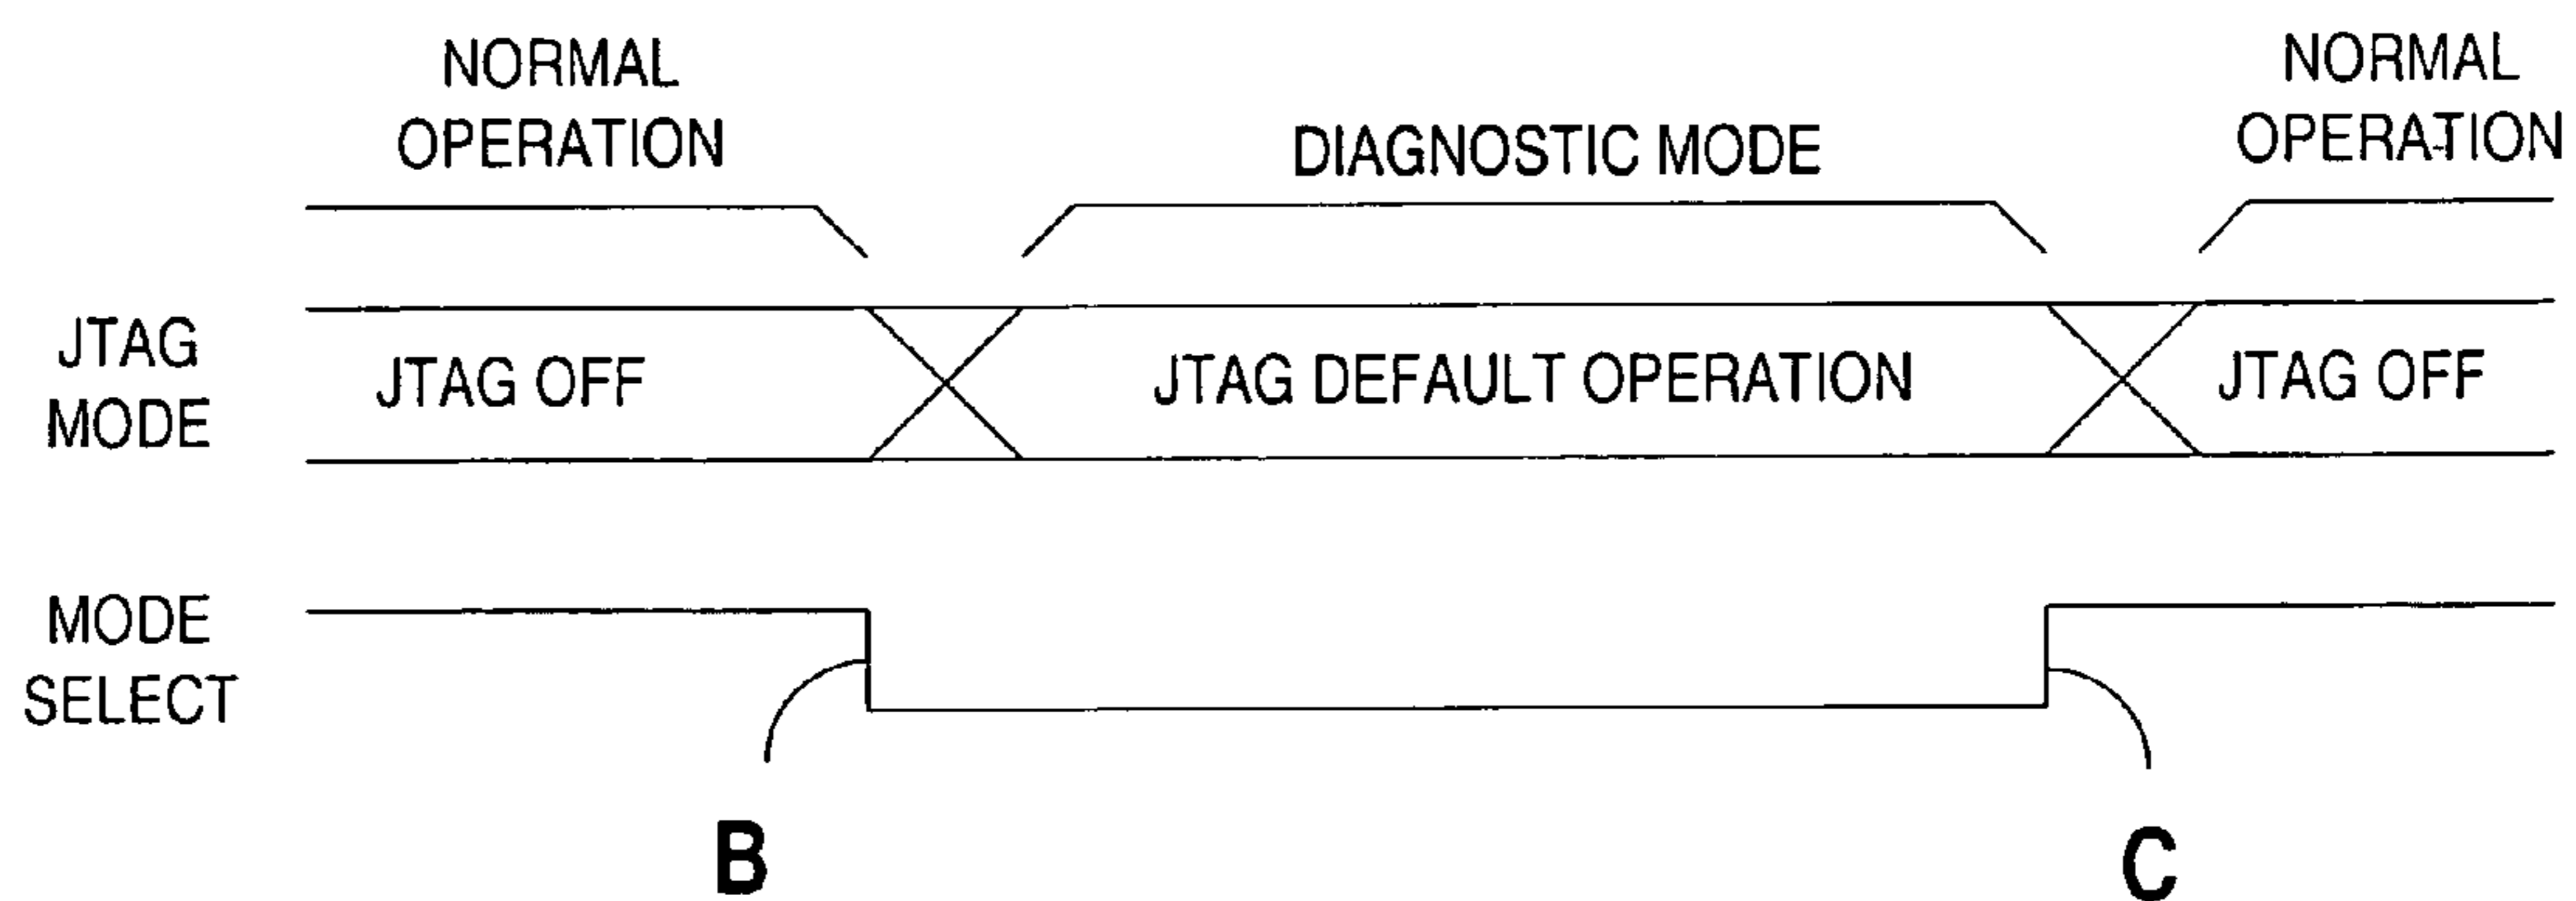 NORMAL
OPERATION
DIAGNOSTIC MODE
NORMAL
OPERATION
JTAG
MODE
JTAG OFF
JTAG DEFAULT OPERATION
JTAG OFF
MODE
SELECT
B
C